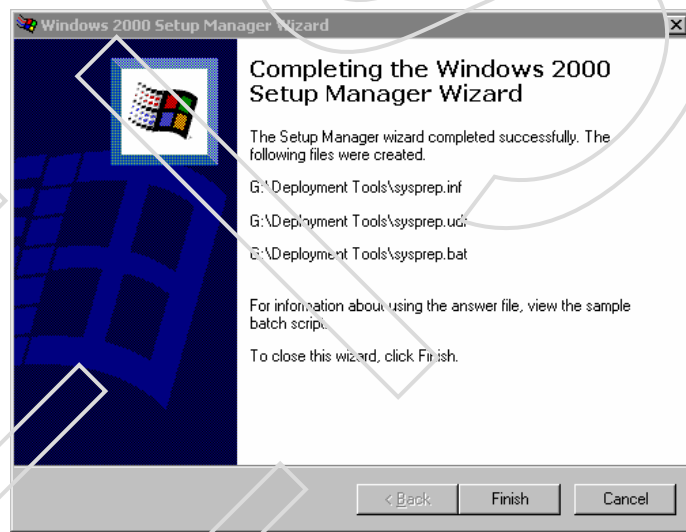 Windows 2000 Setup Manager Wizard
Completing the Windows 2000
Setup Manager Wizard
The Setup Manager wizard completed successfully. The
following files were created.
G:\Deployment Tools\sysprep.inf
G:\Deployment Tools\sysprep.udf
G:\Deployment Tools\sysprep.bat
For information about using the answer file, view the sample
batch script.
To close this wizard, click Finish.
< Back
Finish
Cancel